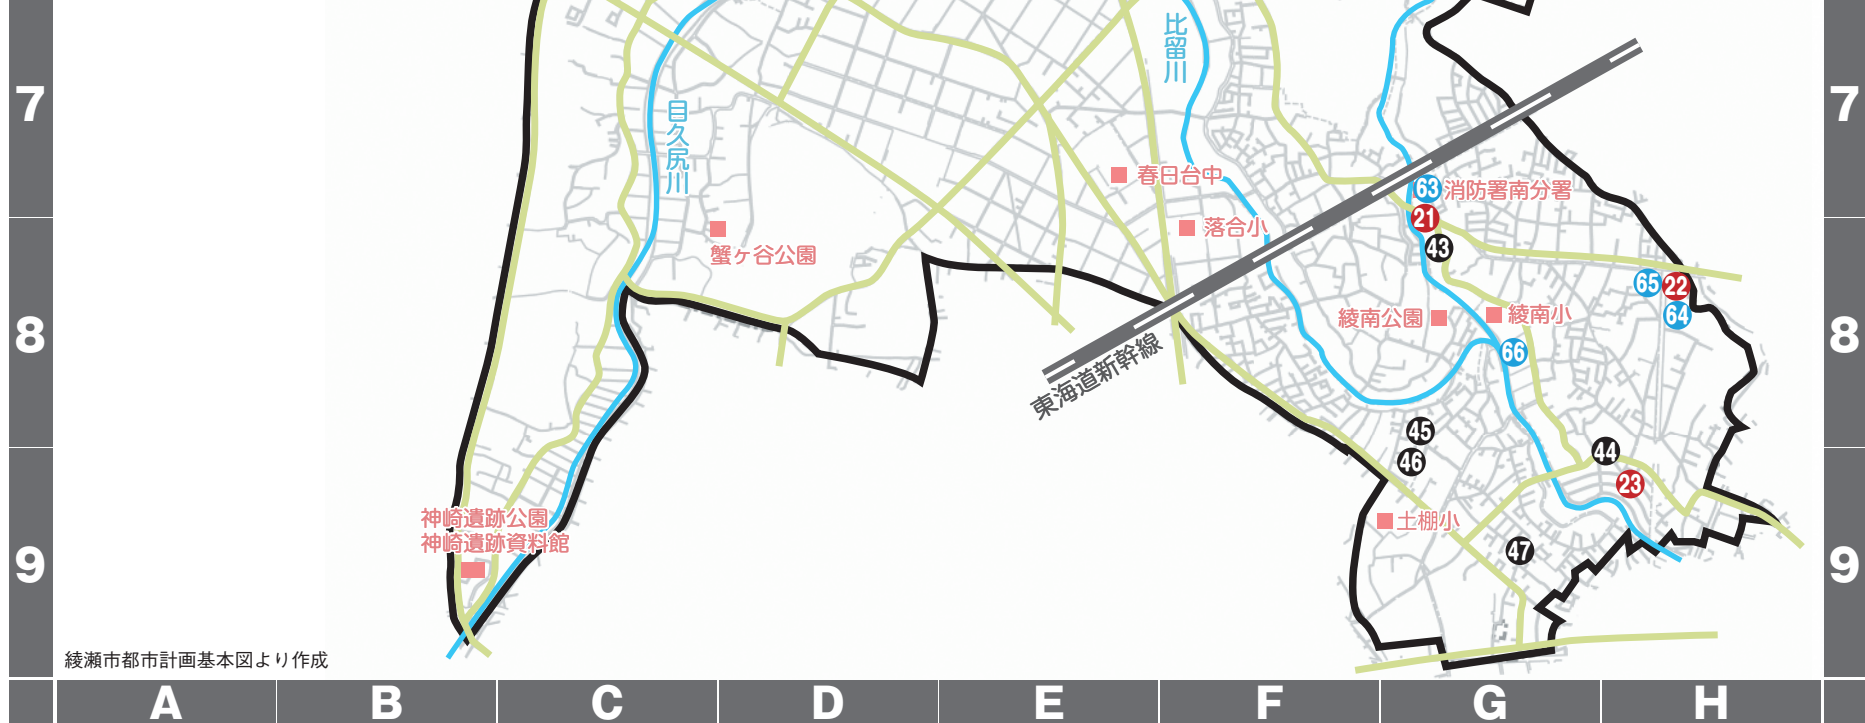 比留川
7
目久尻川
7
春日台中
63
消防署南分署
21
落合小
43
蟹ヶ谷公園
65
22
64
綾南公園
綾南小
8
8
66
東海道新幹線
45
44
46
23
神崎遺跡公園
土棚小
神崎遺跡資料館
47
9
9
綾瀬市都市計画基本図より作成
A
B
C
D
E
F
G
H